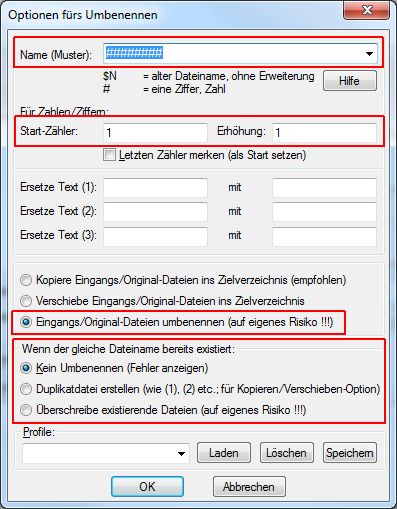 Optionen fürs Umbenennen
Name (Muster): ###########
$N = alter Dateiname, ohne Erweiterung
# = eine Ziffer, Zahl
Hilfe
Für Zahlen/Ziffern:
Start-Zähler: 1 Erhöhung: 1
Letzten Zähler merken (als Start setzen)
Ersetze Text (1): mit
Ersetze Text (2): mit
Ersetze Text (3): mit
Kopiere Eingangs/Original-Dateien ins Zielverzeichnis (empfohlen)
Verschiebe Eingangs/Original-Dateien ins Zielverzeichnis
Eingangs/Original-Dateien umbenennen (auf eigenes Risiko !!!)
Wenn der gleiche Dateiname bereits existiert:
Kein Umbenennen (Fehler anzeigen)
Duplikatdatei erstellen (wie (1), (2) etc.; für Kopieren/Verschieben-Option)
Überschreibe existierende Dateien (auf eigenes Risiko !!!)
Profile:
Laden Löschen Speichern
OK Abbrechen